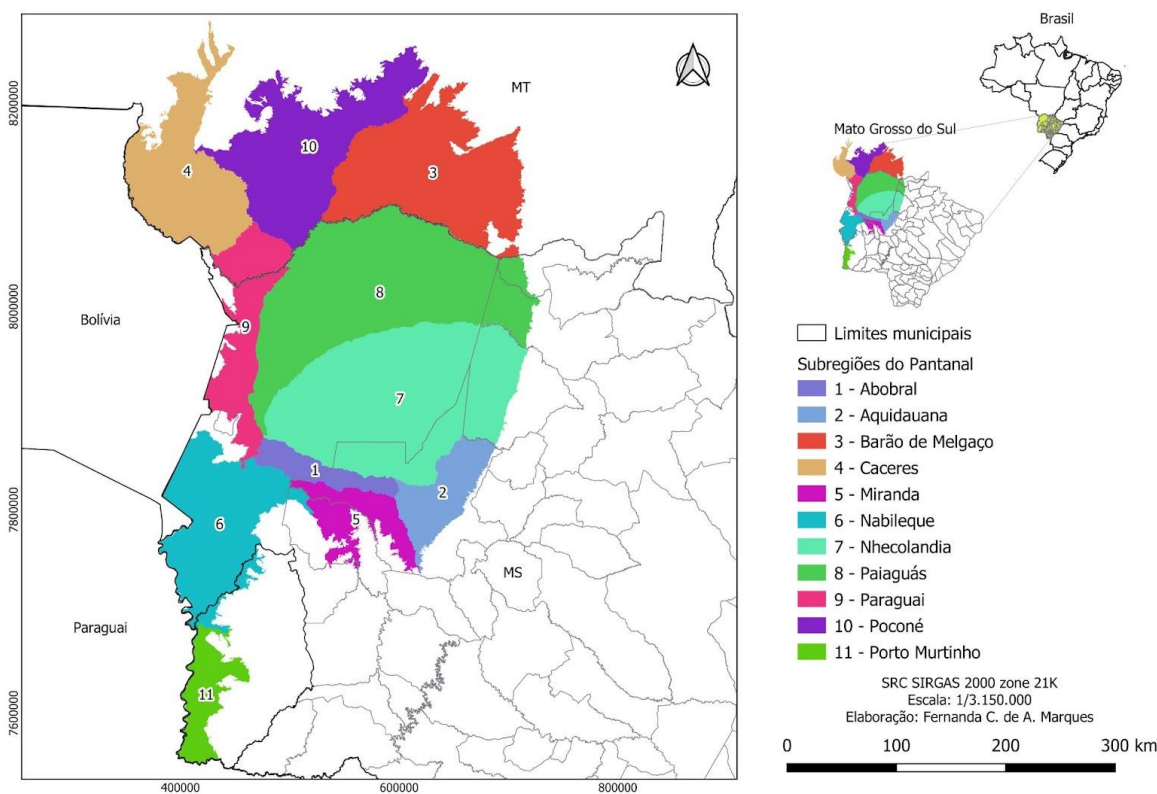 MT
10
3
4
8
Bolívia
9
7
1
2
5
6
MS
Paraguai
11
8200000
8000000
7800000
7600000
400000
600000
800000
Brasil
Mato Grosso do Sul
Limites municipais
Subregiões do Pantanal
1 - Abobral
2 - Aquidauana
3 - Barão de Melgaço
4 - Caceres
5 - Miranda
6 - Nabileque
7 - Nhecolandia
8 - Paiaguás
9 - Paraguai
10 - Poconé
11 - Porto Murtinho
SRC SIRGAS 2000 zone 21K
Escala: 1/3.150.000
Elaboração: Fernanda C. de A. Marques
0 100 200 300 km